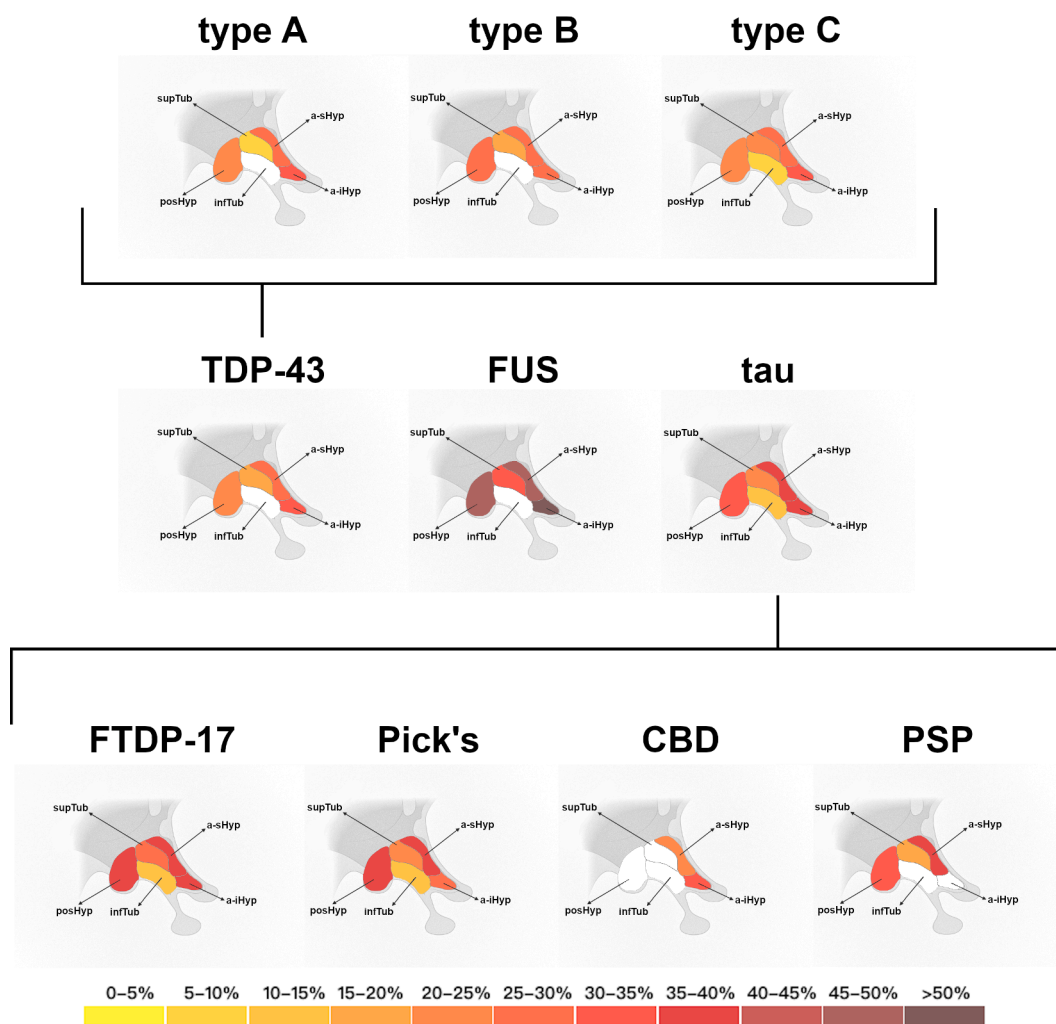 type A type B type C
supTub a-sHyp posHyp infTub a-iHyp
supTub a-sHyp posHyp infTub a-iHyp
supTub a-sHyp posHyp infTub a-iHyp
TDP-43 FUS tau
supTub a-sHyp posHyp infTub a-iHyp
supTub a-sHyp posHyp infTub a-iHyp
supTub a-sHyp posHyp infTub a-iHyp
FTDP-17 Pick's CBD PSP
supTub a-sHyp posHyp infTub a-iHyp
supTub a-sHyp posHyp infTub a-iHyp
supTub a-sHyp posHyp infTub a-iHyp
supTub a-sHyp posHyp infTub a-iHyp
0–5% 5–10% 10–15% 15–20% 20–25% 25–30% 30–35% 35–40% 40–45% 45–50% >50%